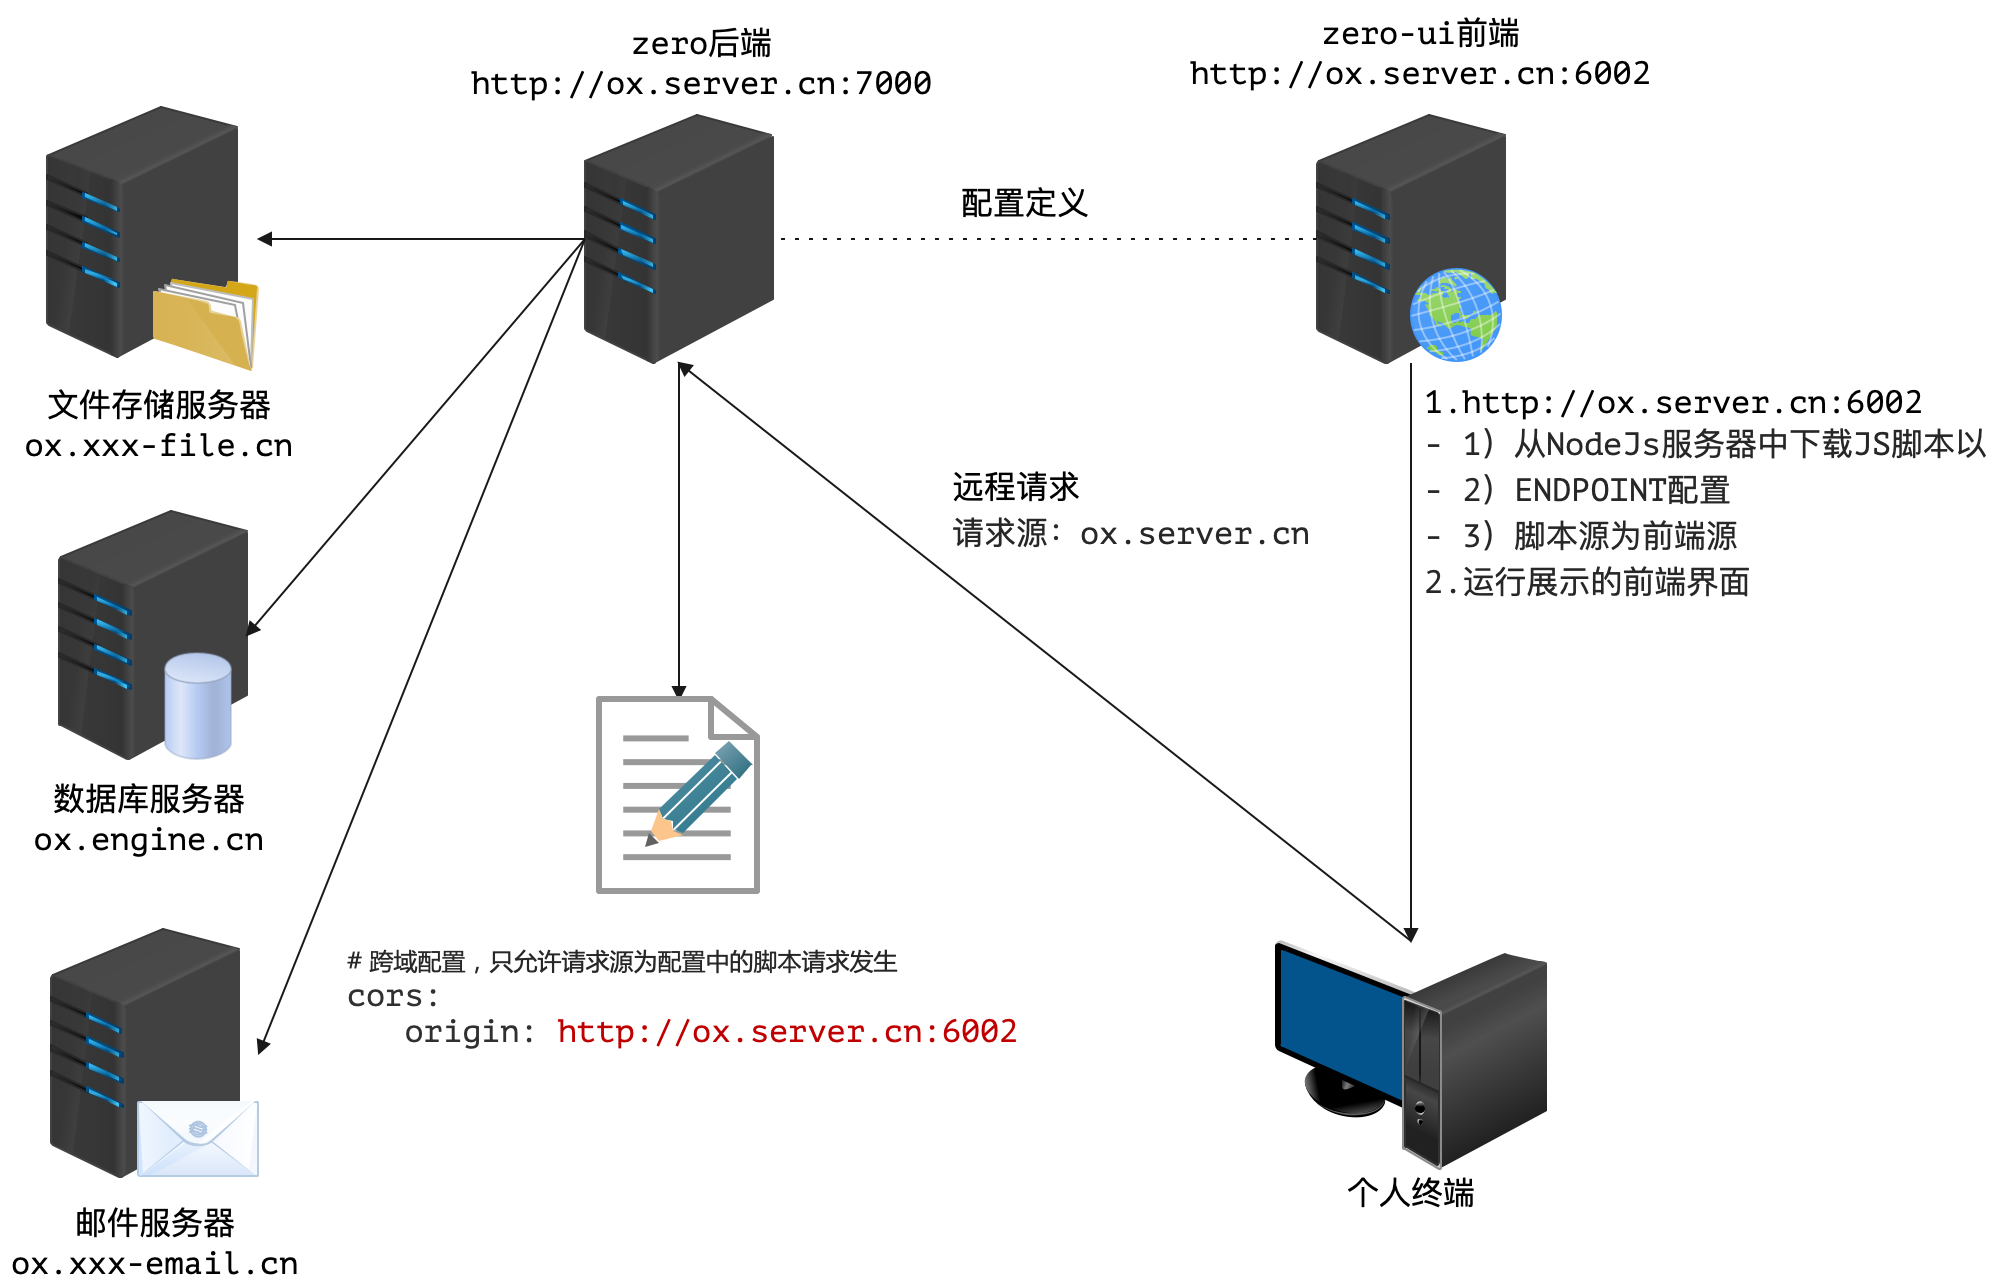 zero后端
http://ox.server.cn:7000
zero-ui前端
http://ox.server.cn:6002
配置定义
文件存储服务器
ox.xxx-file.cn
1.http://ox.server.cn:6002
- 1）从NodeJs服务器中下载JS脚本以
- 2）ENDPOINT配置
- 3）脚本源为前端源
2.运行展示的前端界面
远程请求
请求源：ox.server.cn
数据库服务器
ox.engine.cn
# 跨域配置，只允许请求源为配置中的脚本请求发生
cors:
origin: http://ox.server.cn:6002
个人终端
邮件服务器
ox.xxx-email.cn